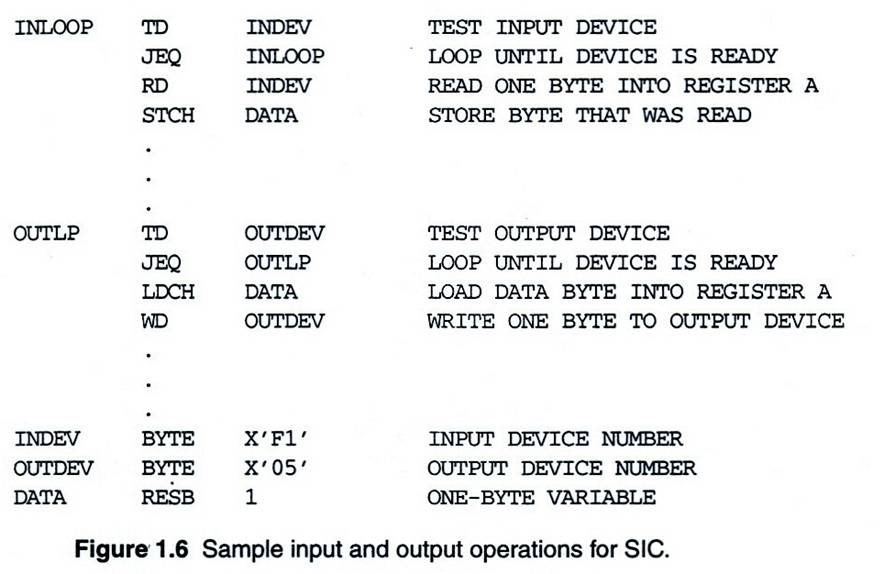 INLOOP TD INDEV TEST INPUT DEVICE
JEQ INLOOP LOOP UNTIL DEVICE IS READY
RD INDEV READ ONE BYTE INTO REGISTER A
STCH DATA STORE BYTE THAT WAS READ
.
.
.
OUTLP TD OUTDEV TEST OUTPUT DEVICE
JEQ OUTLP LOOP UNTIL DEVICE IS READY
LDCH DATA LOAD DATA BYTE INTO REGISTER A
WD OUTDEV WRITE ONE BYTE TO OUTPUT DEVICE
.
.
.
INDEV BYTE X'F1' INPUT DEVICE NUMBER
OUTDEV BYTE X'05' OUTPUT DEVICE NUMBER
DATA RESB 1 ONE-BYTE VARIABLE
Figure 1.6 Sample input and output operations for SIC.